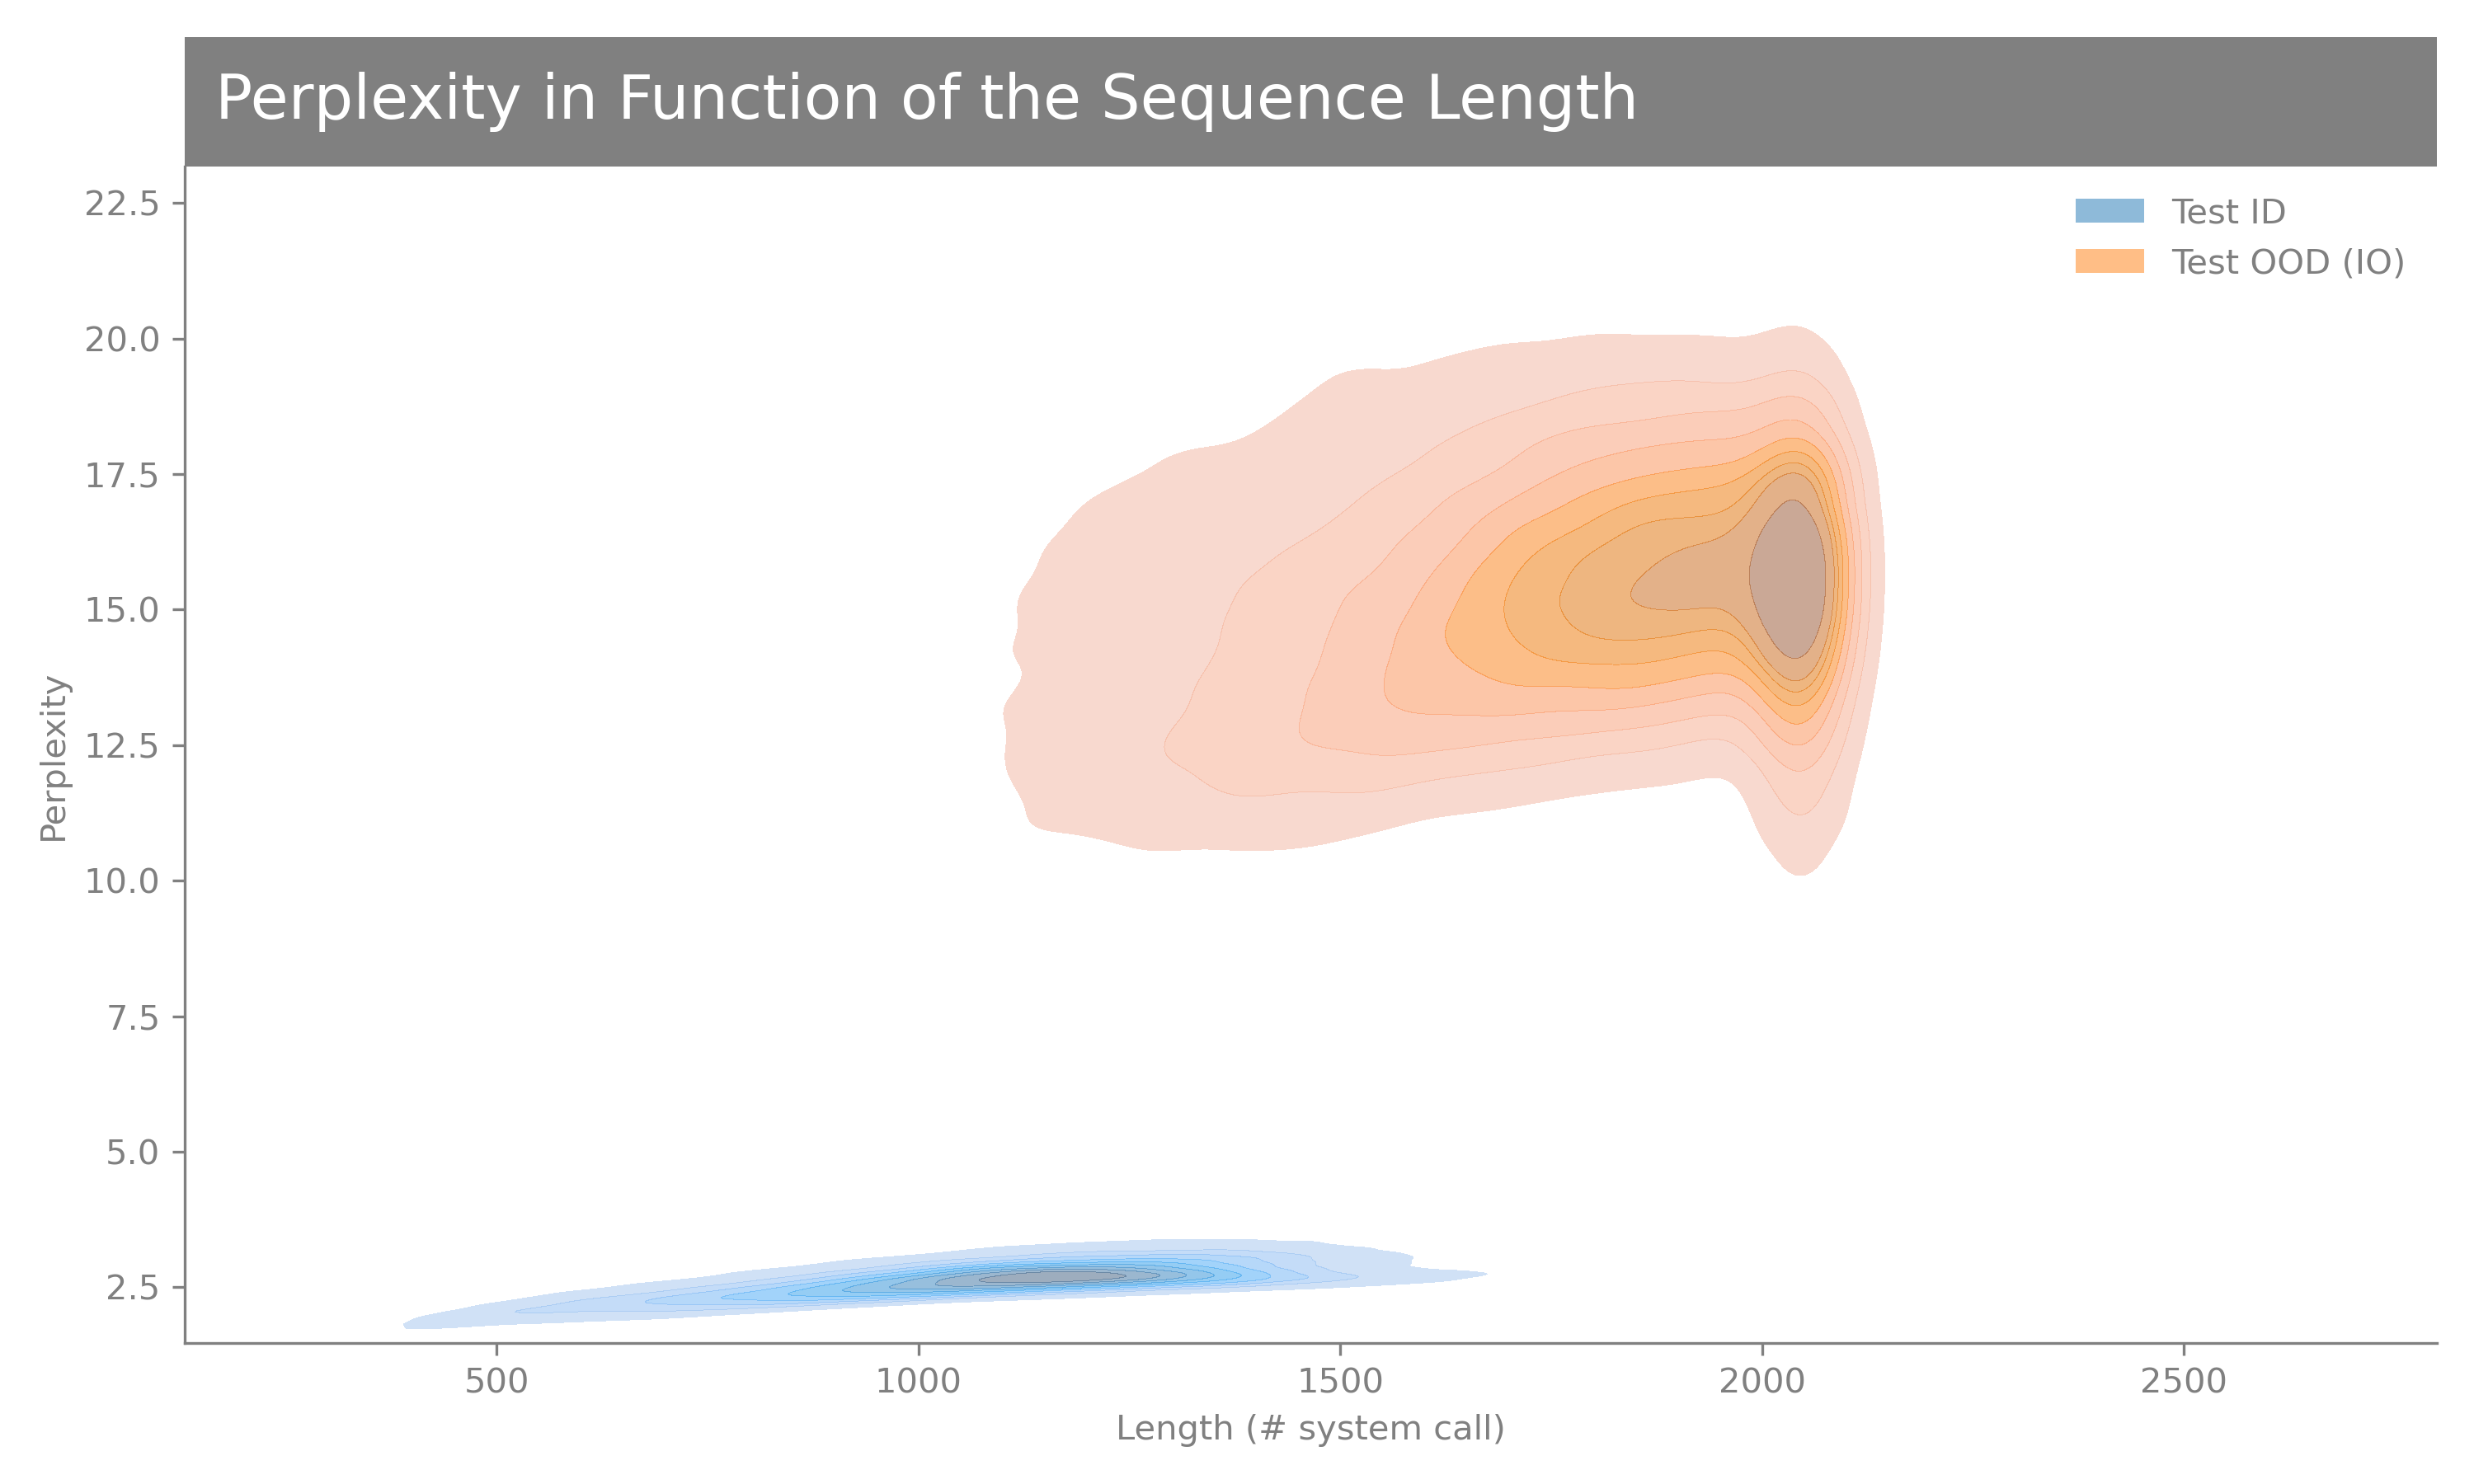 Perplexity in Function of the Sequence Length
Test ID
Test OOD (IO)
22.5
20.0
17.5
15.0
12.5
10.0
7.5
5.0
2.5
Perplexity
500 1000 1500 2000 2500
Length (# system call)